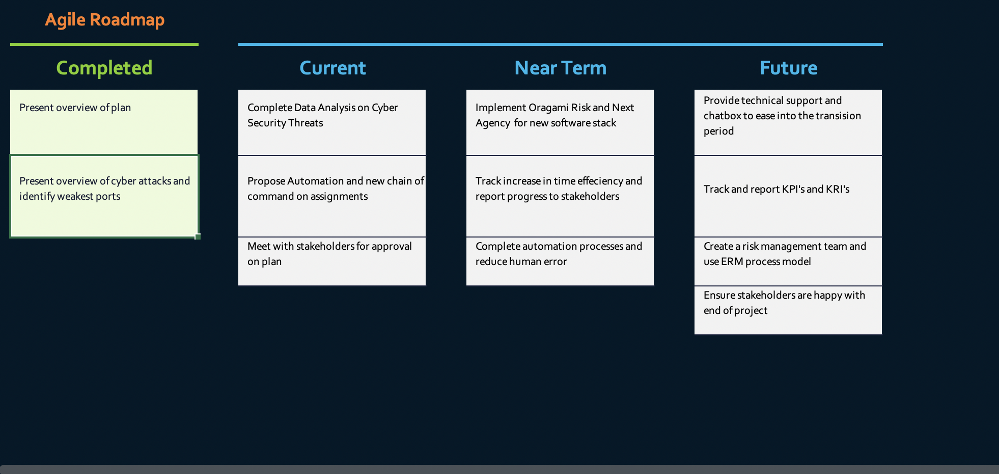 Agile Roadmap
Completed
Present overview of plan
Present overview of cyber attacks and
identify weakest ports
Current
Complete Data Analysis on Cyber
Security Threats
Propose Automation and new chain of
command on assignments
Meet with stakeholders for approval
on plan
Near Term
Implement Oragami Risk and Next
Agency  for new software stack
Track increase in time effeciency and
report progress to stakeholders
Complete automation processes and
reduce human error
Future
Provide technical support and
chatbox to ease into the transision
period
Track and report KPI's and KRI's
Create a risk management team and
use ERM process model
Ensure stakeholders are happy with
end of project